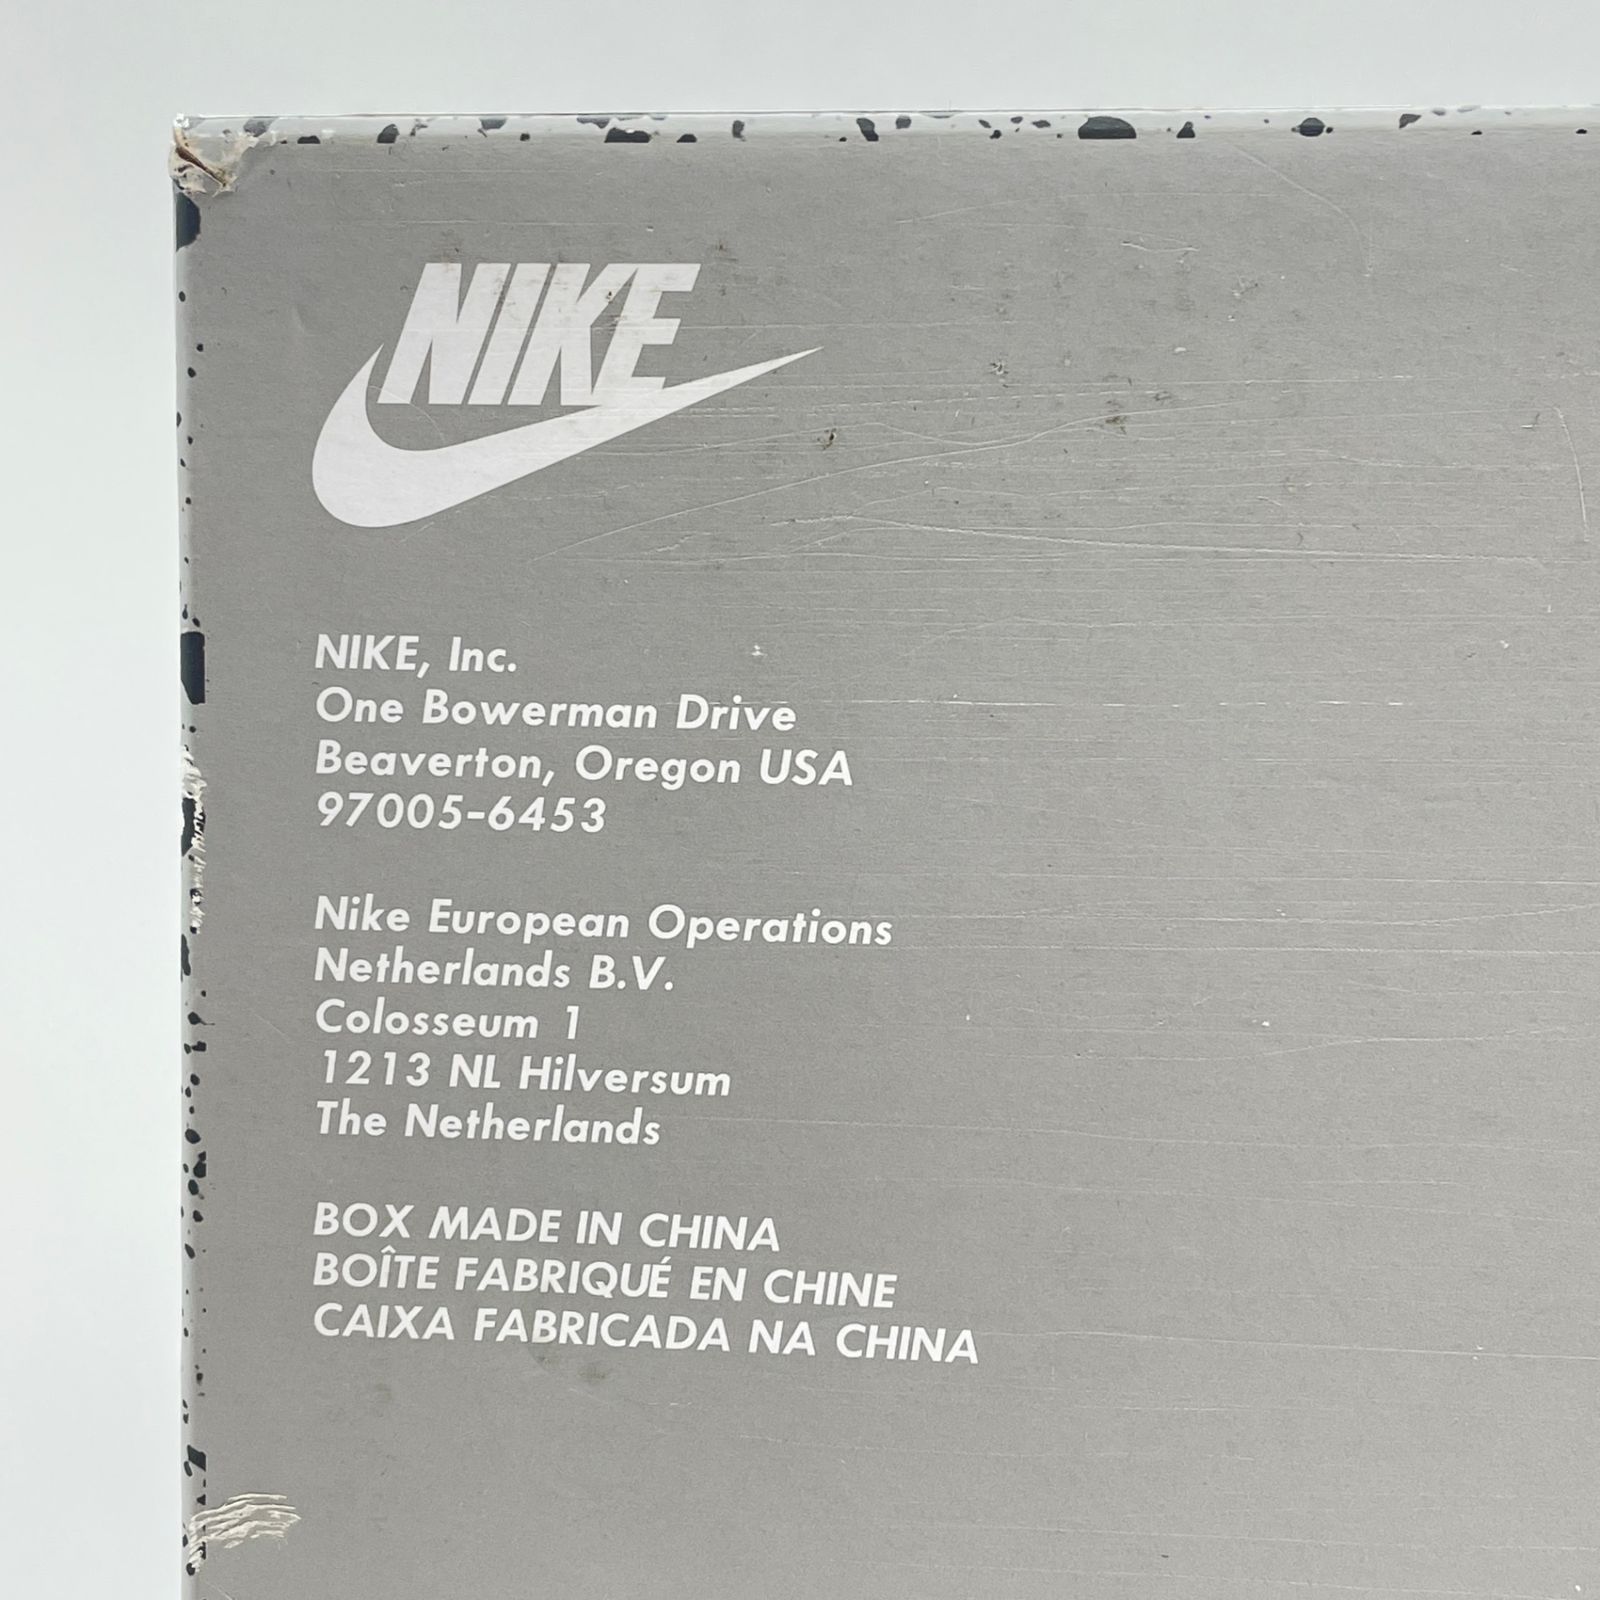 NIKE
NIKE, Inc.
One Bowerman Drive
Beaverton, Oregon USA
97005-6453
Nike European Operations
Netherlands B.V.
Colosseum 1
1213 NL Hilversum
The Netherlands
BOX MADE IN CHINA
BOÎTE FABRIQUÉ EN CHINE
CAIXA FABRICADA NA CHINA